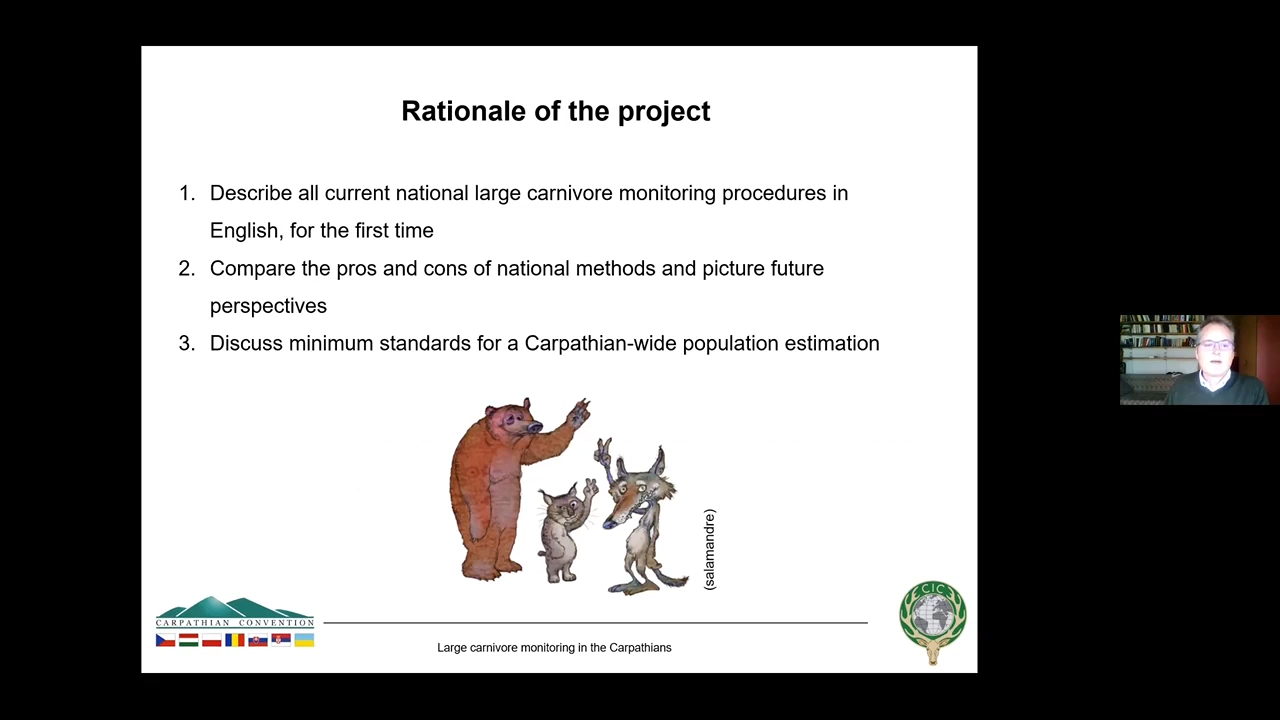 Rationale of the project
1. Describe all current national large carnivore monitoring procedures in
English, for the first time
2. Compare the pros and cons of national methods and picture future
perspectives
3. Discuss minimum standards for a Carpathian-wide population estimation
(salamandre)
CARPATHIAN CONVENTION
Large carnivore monitoring in the Carpathians
CIC